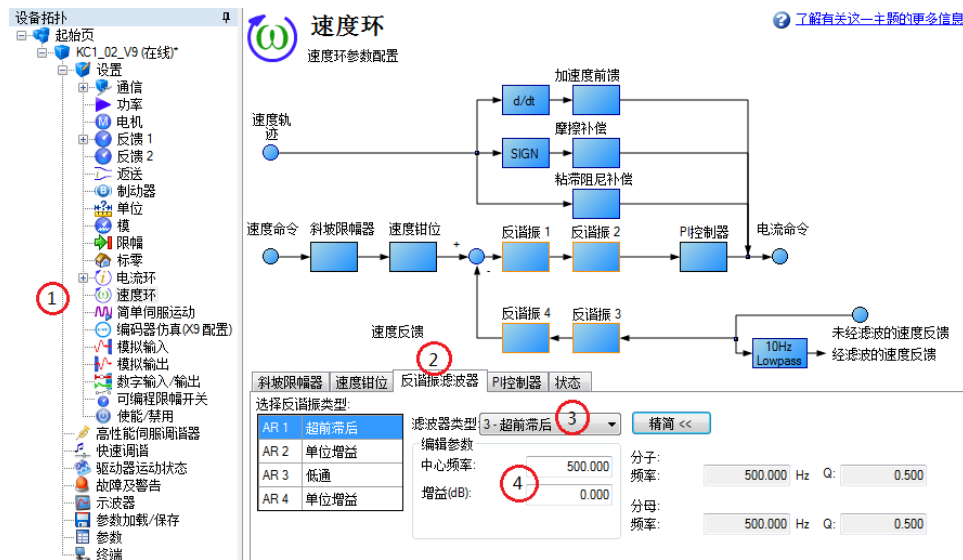 设备拓扑
起始页
KC1_02_V9 (在线)*
设置
通信
功率
电机
反馈 1
反馈 2
返送
制动器
单位
模
限幅
标零
电流环
速度环
简单伺服运动
编码器仿真(X9 配置)
模拟输入
模拟输出
数字输入/输出
可编程限幅开关
使能/禁用
高性能伺服调谐器
快速调谐
驱动器运动状态
故障及警告
示波器
参数加载/保存
参数
终端
1
速度环
速度环参数配置
了解有关这一主题的更多信息
加速度前馈
d/dt
速度轨
迹
摩擦补偿
SIGN
粘滞阻尼补偿
速度命令
斜坡限幅器
速度钳位
+
-
反谐振 1
反谐振 2
PI控制器
电流命令
速度反馈
反谐振 4
反谐振 3
未经滤波的速度反馈
10Hz
Lowpass
经滤波的速度反馈
2
斜坡限幅器
速度钳位
反谐振滤波器
PI控制器
状态
选择反谐振类型:
AR 1 超前滞后
AR 2 单位增益
AR 3 低通
AR 4 单位增益
滤波器类型: 3 - 超前滞后
3
精简 <<
编辑参数
中心频率: 500.000
增益(dB): 0.000
4
分子:
频率: 500.000 Hz Q: 0.500
分母:
频率: 500.000 Hz Q: 0.500